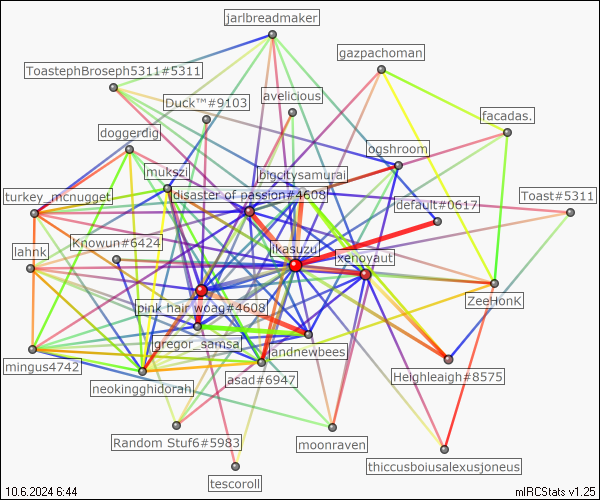 jarlbreadmaker
gazpachoman
ToastephBroseph5311#5311
Duck™#9103
avelicious
facadas.
doggerdig
ogshroom
mukszi
bigcitysamurai
turkey_mcnugget
disaster of passion#4608
default#0617
Toast#5311
Knowun#6424
ikasuzu
lahnk
xenoyaut
ZeeHonK
pink hair woag#4608
gregor_samsa
landnewbees
mingus4742
asad#6947
Heighleaigh#8575
neokingghidorah
Random Stuf6#5983
moonraven
thiccusboiusalexusjoneus
tescoroll
10.6.2024 6:44
mIRCStats v1.25